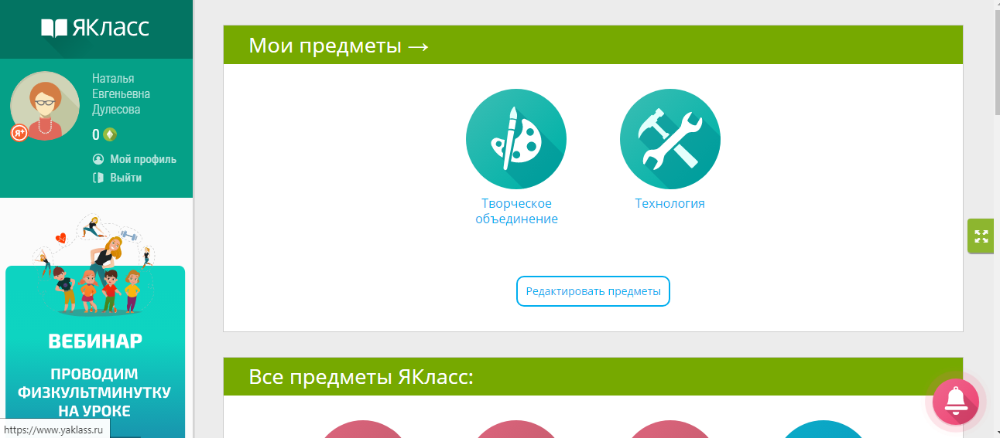 ЯКласс
Наталья
Евгеньевна
Дулесова
0
Я+
Мой профиль
Выйти
ВЕБИНАР
ПРОВОДИМ
ФИЗКУЛЬТМИНУТКУ
НА УРОКЕ
https://www.yaklass.ru
Мои предметы →
Творческое
объединение
Технология
Редактировать предметы
Все предметы ЯКласс: